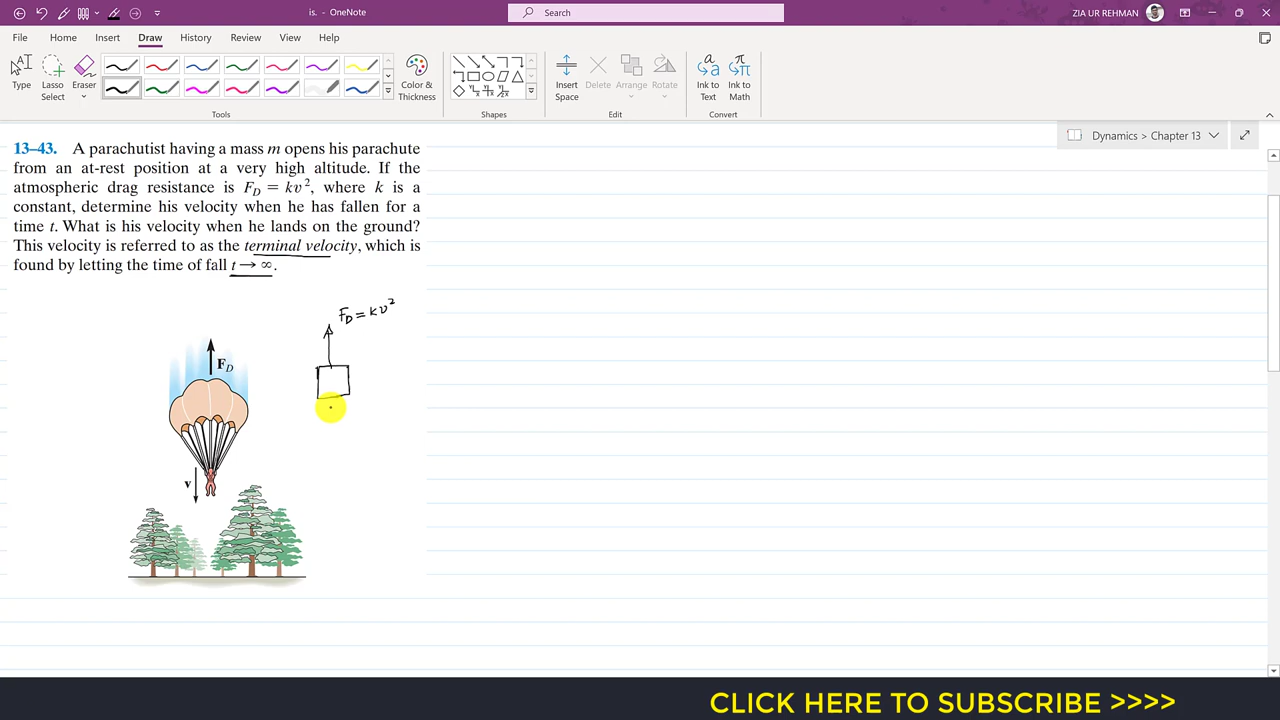 is. - OneNote
Search
ZIA UR REHMAN
File Home Insert Draw History Review View Help
Type
Lasso Select
Eraser
Color & Thickness
Insert Space
Delete
Arrange
Rotate
Ink to Text
Ink to Math
Tools
Shapes
Edit
Convert
Dynamics > Chapter 13
13–43. A parachutist having a mass m opens his parachute
from an at-rest position at a very high altitude. If the
atmospheric drag resistance is F_D = kv², where k is a
constant, determine his velocity when he has fallen for a
time t. What is his velocity when he lands on the ground?
This velocity is referred to as the terminal velocity, which is
found by letting the time of fall t → ∞.
F_D = kv²
F_D
v
CLICK HERE TO SUBSCRIBE >>>>